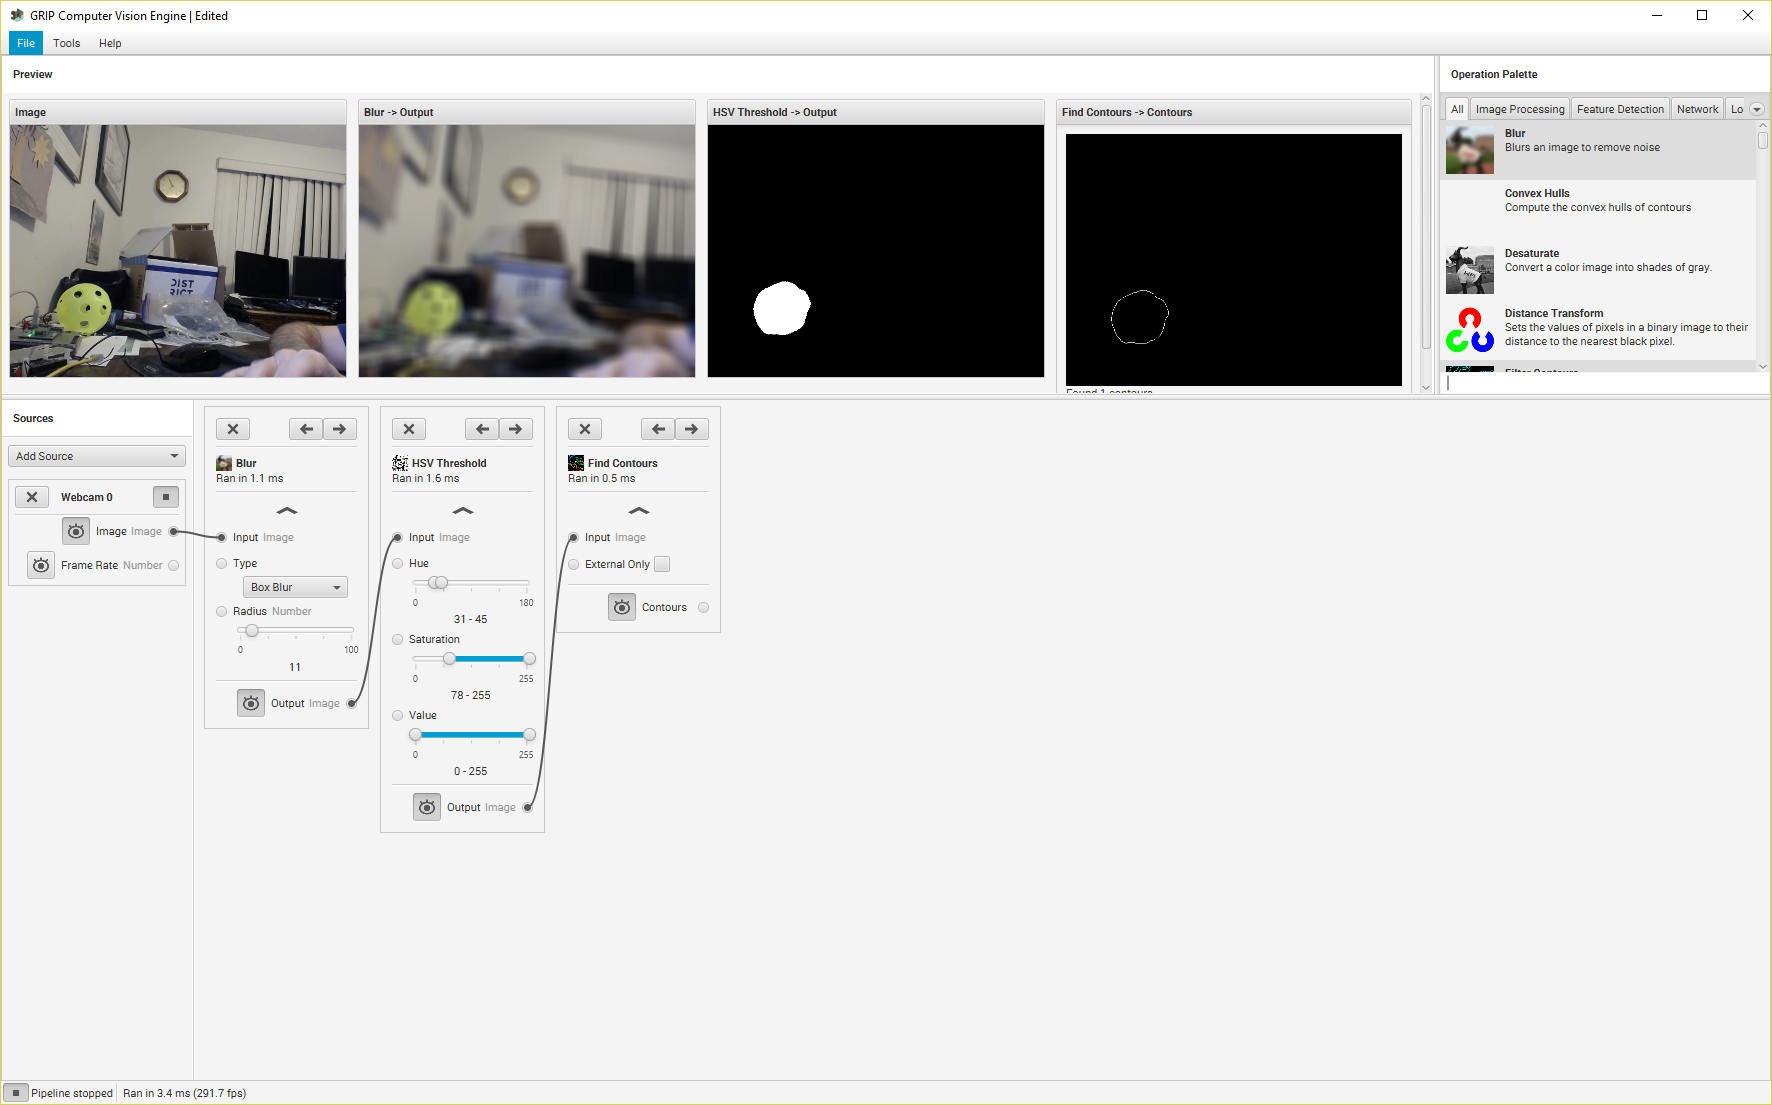 GRIP Computer Vision Engine | Edited
File Tools Help
Preview
Image
DIST
RICT
Blur -> Output
HSV Threshold -> Output
Find Contours -> Contours
Found 1 contours
Operation Palette
All Image Processing Feature Detection Network Lo
Blur
Blurs an image to remove noise
Convex Hulls
Compute the convex hulls of contours
Desaturate
Convert a color image into shades of gray.
Distance Transform
Sets the values of pixels in a binary image to their
distance to the nearest black pixel.
Filter Contours
Sources
Add Source
Webcam 0
Image Image
Frame Rate Number
Blur
Ran in 1.1 ms
Input Image
Type
Box Blur
Radius Number
0 100
11
Output Image
HSV Threshold
Ran in 1.6 ms
Input Image
Hue
0 180
31 - 45
Saturation
0 255
78 - 255
Value
0 255
0 - 255
Output Image
Find Contours
Ran in 0.5 ms
Input Image
External Only
Contours
Pipeline stopped Ran in 3.4 ms (291.7 fps)